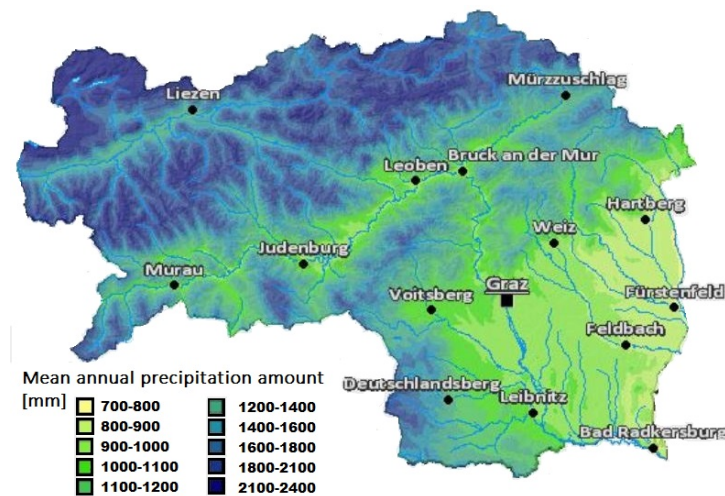 Mürzzuschlag
Liezen
Bruck an der Mur
Leoben
Hartberg
Weiz
Judenburg
Murau
Graz
Voitsberg
Fürstenfeld
Feldbach
Mean annual precipitation amount
[mm]
Deutschlandsberg
Leibnitz
Bad Radkersburg
700-800
800-900
900-1000
1000-1100
1100-1200
1200-1400
1400-1600
1600-1800
1800-2100
2100-2400